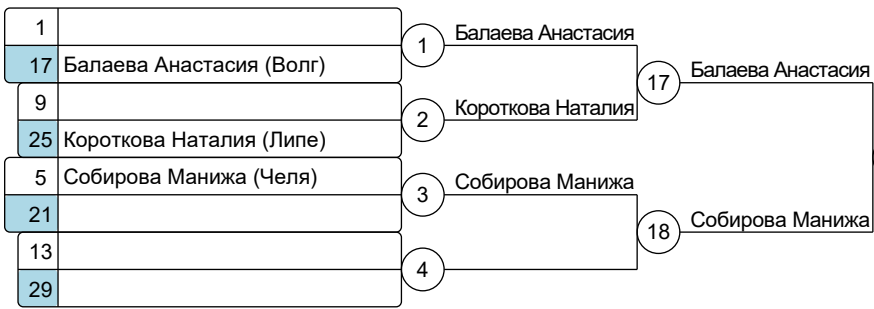 1
17 Балаева Анастасия (Волг)
9
25 Короткова Наталия (Липе)
5 Собирова Манижа (Челя)
21
13
29
1 Балаева Анастасия
2 Короткова Наталия
3 Собирова Манижа
4
17 Балаева Анастасия
18 Собирова Манижа